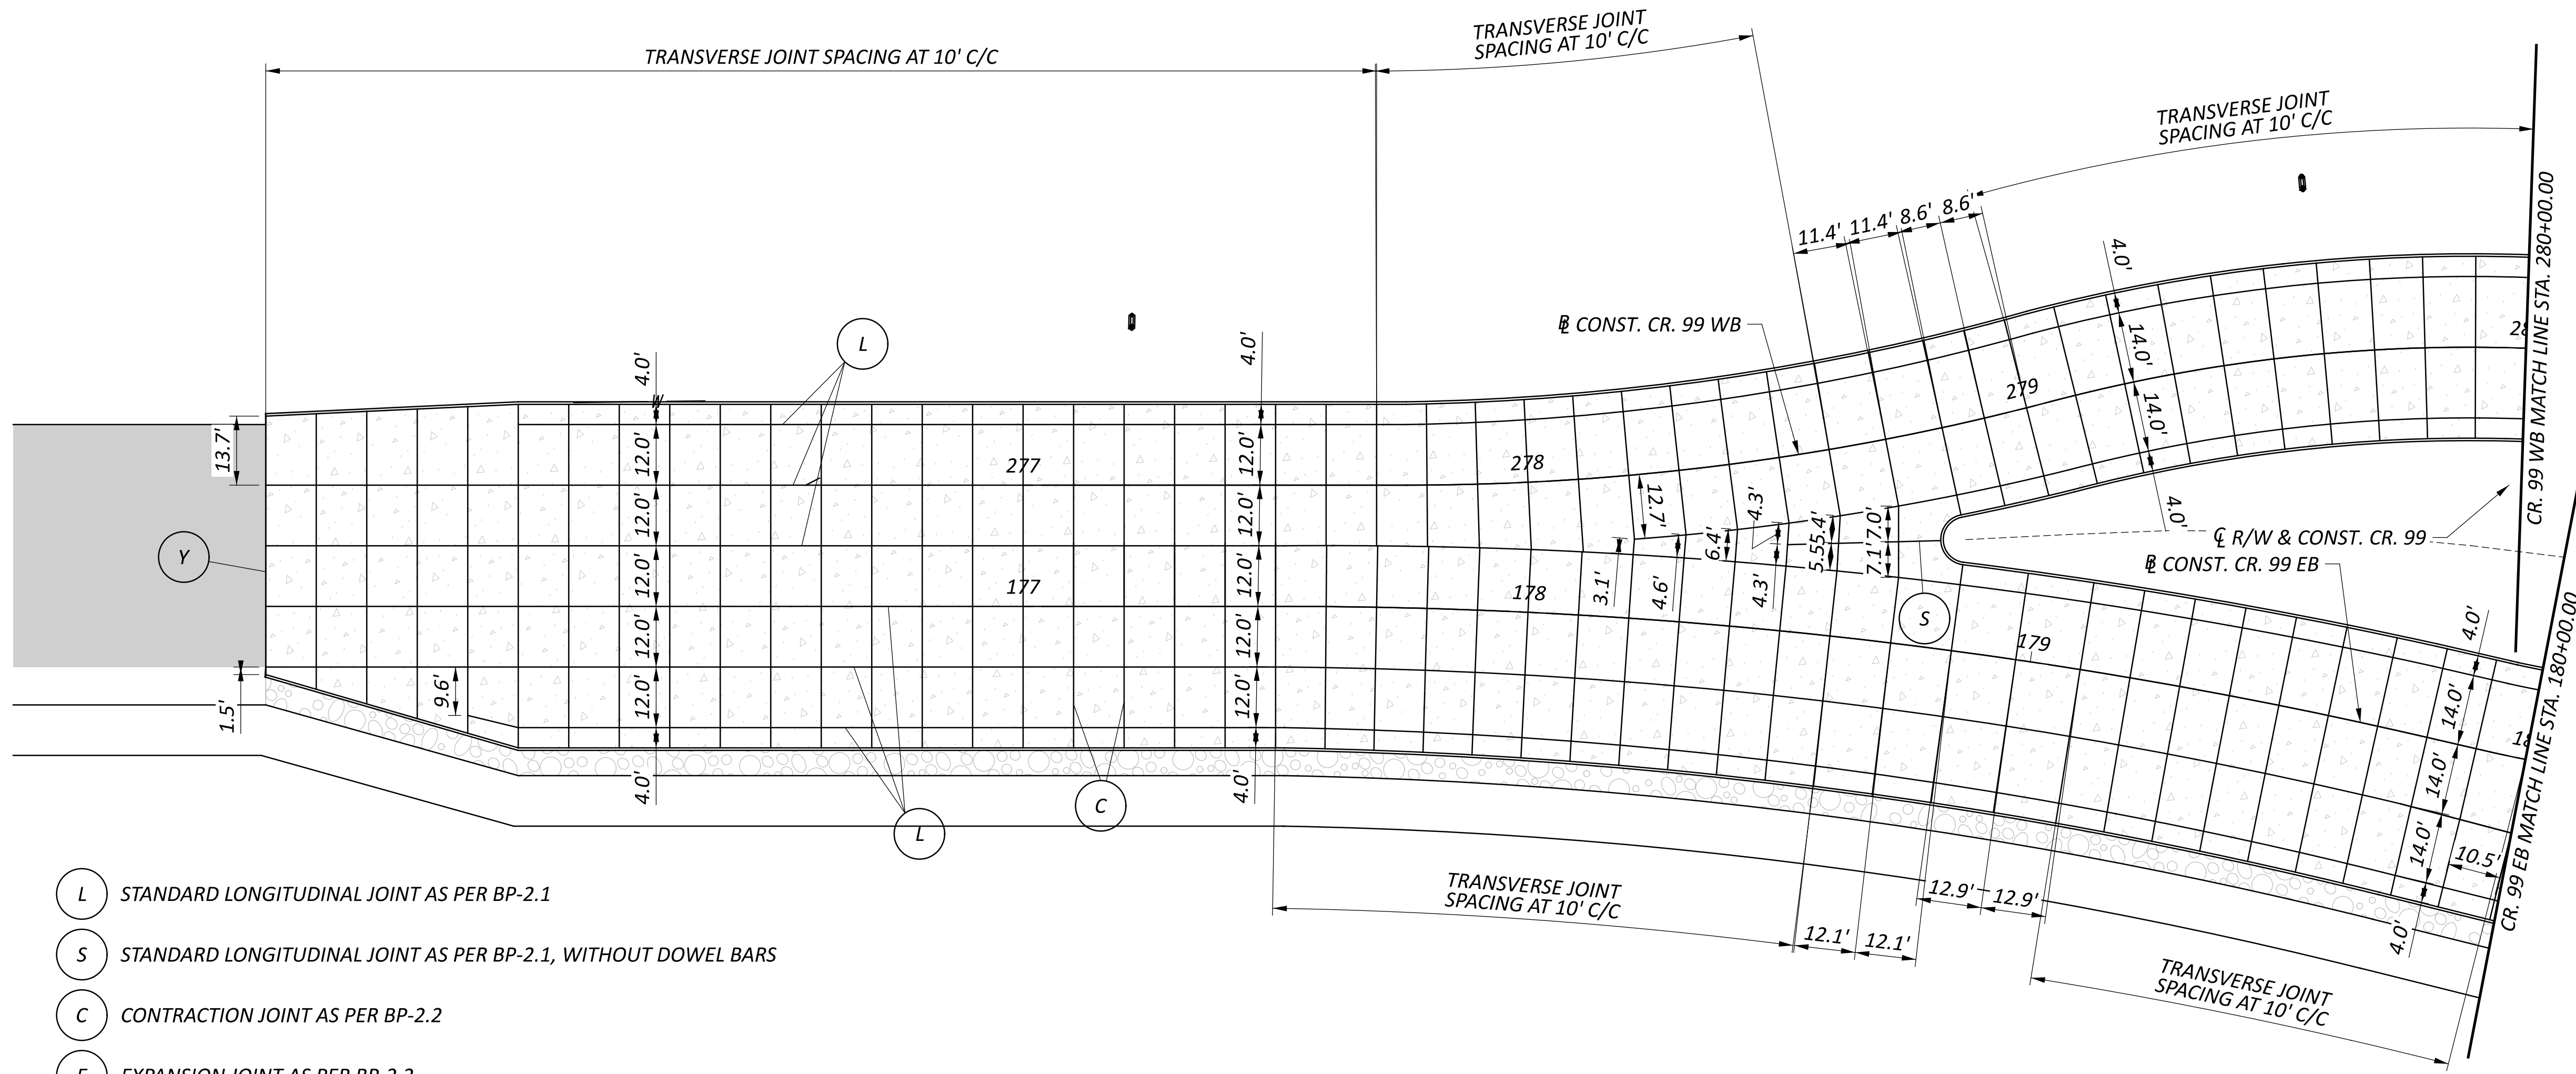 TRANSVERSE JOINT SPACING AT 10' C/C
TRANSVERSE JOINT
SPACING AT 10' C/C
TRANSVERSE JOINT
SPACING AT 10' C/C
11.4'
11.4'
8.6'
8.6'
CR. 99 WB MATCH LINE STA. 280+00.00
L
4.0'
4.0'
4.0'
14.0'
14.0'
4.0'
℄ CONST. CR. 99 WB
13.7'
W
12.0'
12.0'
12.0'
12.0'
12.0'
4.0'
277
177
12.0'
12.0'
12.0'
12.0'
12.0'
4.0'
278
178
279
179
12.7'
3.1'
4.6'
6.4'
4.3'
4.3'
5.4'
5.5'
7.0'
7.1'
S
Y
℄ R/W & CONST. CR. 99
℄ CONST. CR. 99 EB
1.5'
9.6'
L
C
4.0'
14.0'
14.0'
14.0'
4.0'
10.5'
CR. 99 EB MATCH LINE STA. 180+00.00
TRANSVERSE JOINT
SPACING AT 10' C/C
12.1'
12.1'
12.9'
12.9'
TRANSVERSE JOINT
SPACING AT 10' C/C
L STANDARD LONGITUDINAL JOINT AS PER BP-2.1
S STANDARD LONGITUDINAL JOINT AS PER BP-2.1, WITHOUT DOWEL BARS
C CONTRACTION JOINT AS PER BP-2.2